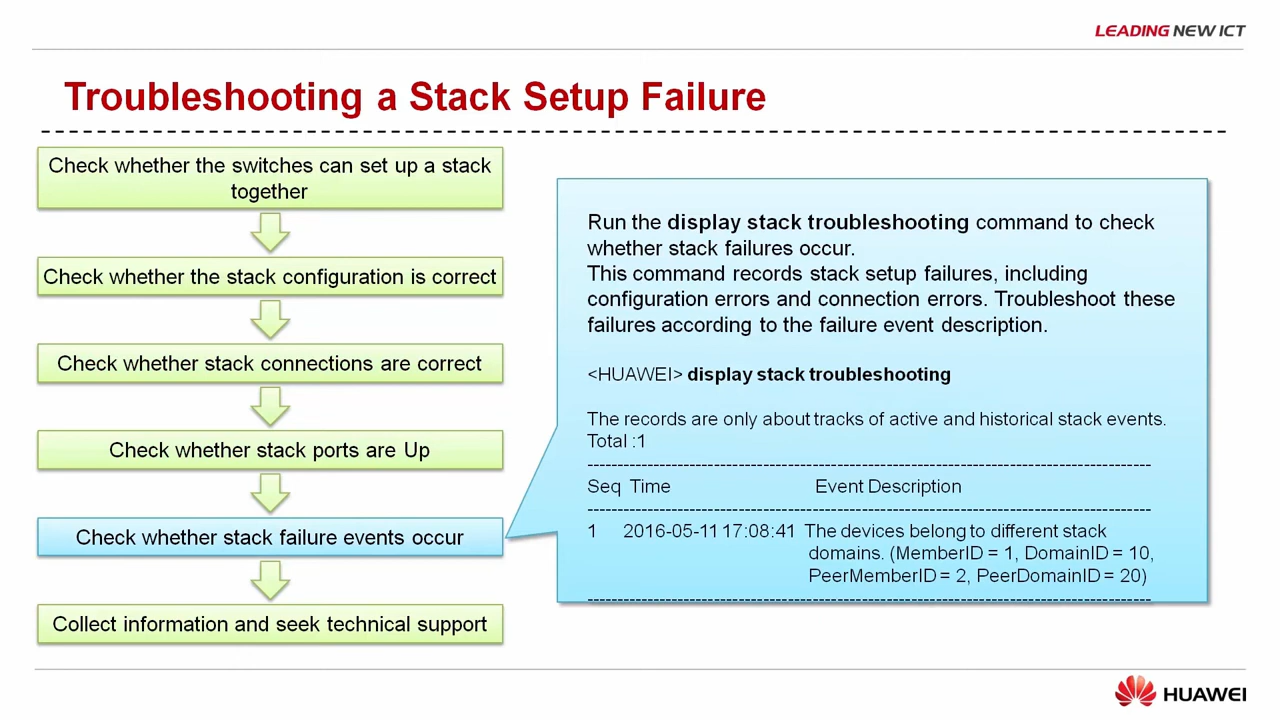 LEADING NEW ICT
Troubleshooting a Stack Setup Failure
Check whether the switches can set up a stack
together
Check whether the stack configuration is correct
Check whether stack connections are correct
Check whether stack ports are Up
Check whether stack failure events occur
Collect information and seek technical support
Run the display stack troubleshooting command to check
whether stack failures occur.
This command records stack setup failures, including
configuration errors and connection errors. Troubleshoot these
failures according to the failure event description.
<HUAWEI> display stack troubleshooting
The records are only about tracks of active and historical stack events.
Total :1
----------------------------------------------------------------------------------------------
Seq Time Event Description
----------------------------------------------------------------------------------------------
1 2016-05-11 17:08:41 The devices belong to different stack
domains. (MemberID = 1, DomainID = 10,
PeerMemberID = 2, PeerDomainID = 20)
----------------------------------------------------------------------------------------------
HUAWEI